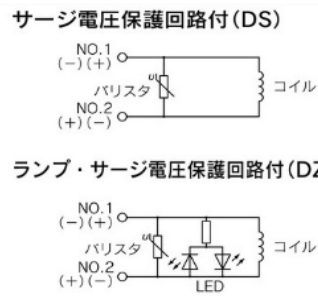 サージ電圧保護回路付(DS)
NO.1
(−)(+)
バリスタ
コイル
NO.2
(+)(−)
ランプ・サージ電圧保護回路付(DZ
NO.1
(−)(+)
バリスタ
コイル
NO.2
(+)(−)
LED